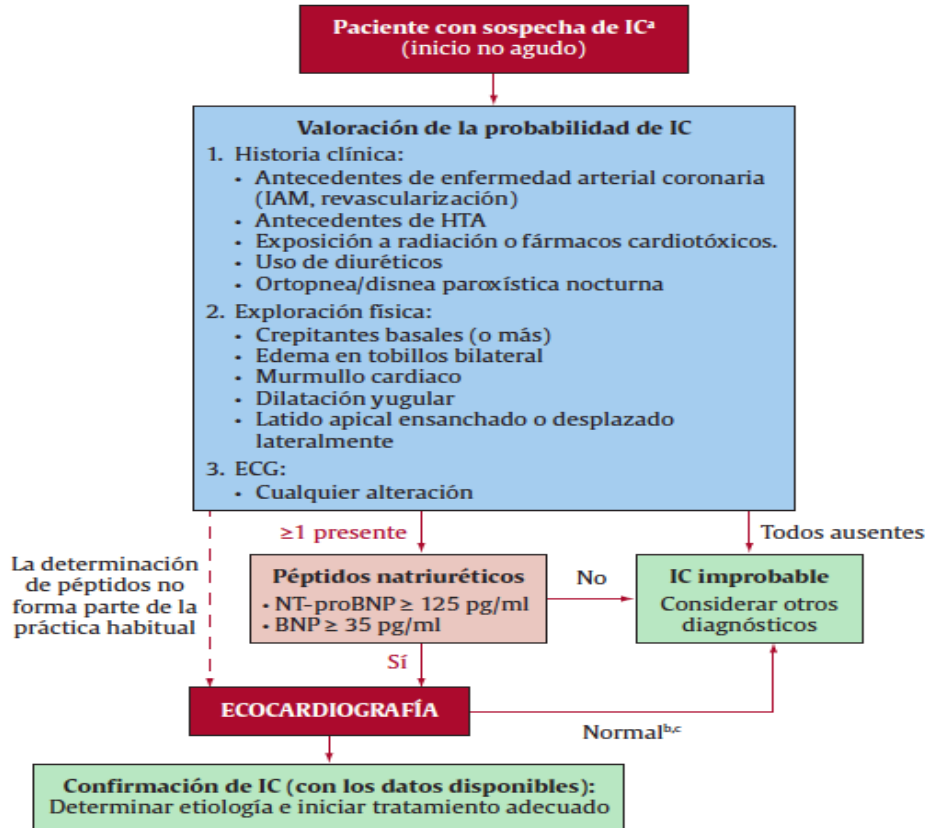 Paciente con sospecha de ICᵃ
(inicio no agudo)
Valoración de la probabilidad de IC
1. Historia clínica:
• Antecedentes de enfermedad arterial coronaria
(IAM, revascularización)
• Antecedentes de HTA
• Exposición a radiación o fármacos cardiotóxicos.
• Uso de diuréticos
• Ortopnea/disnea paroxística nocturna
2. Exploración física:
• Crepitantes basales (o más)
• Edema en tobillos bilateral
• Murmullo cardiaco
• Dilatación yugular
• Latido apical ensanchado o desplazado
lateralmente
3. ECG:
• Cualquier alteración
≥1 presente
Todos ausentes
La determinación
de péptidos no
forma parte de la
práctica habitual
Péptidos natriuréticos
• NT-proBNP ≥ 125 pg/ml
• BNP ≥ 35 pg/ml
No
IC improbable
Considerar otros
diagnósticos
Sí
ECOCARDIOGRAFÍA
Normalᵇ,ᶜ
Confirmación de IC (con los datos disponibles):
Determinar etiología e iniciar tratamiento adecuado